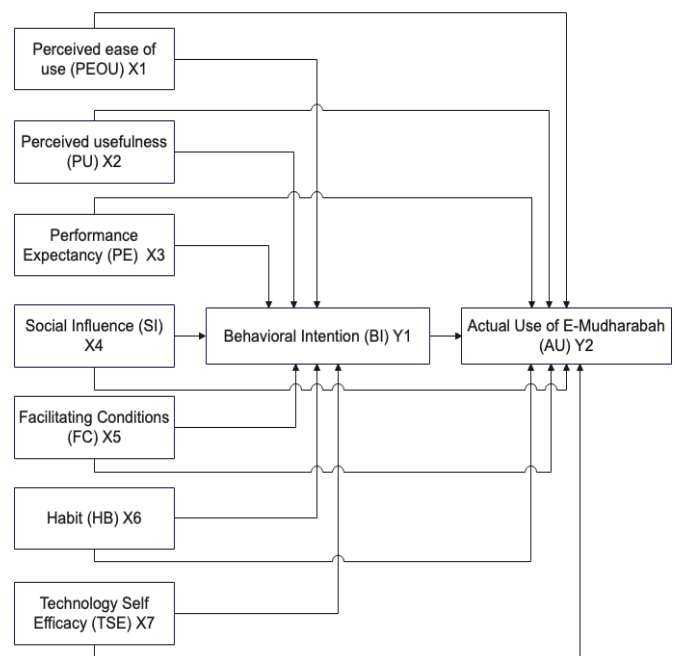 Perceived ease of
use (PEOU) X1
Perceived usefulness
(PU) X2
Performance
Expectancy (PE) X3
Social Influence (SI)
X4
Behavioral Intention (BI) Y1
Actual Use of E-Mudharabah
(AU) Y2
Facilitating Conditions
(FC) X5
Habit (HB) X6
Technology Self
Efficacy (TSE) X7